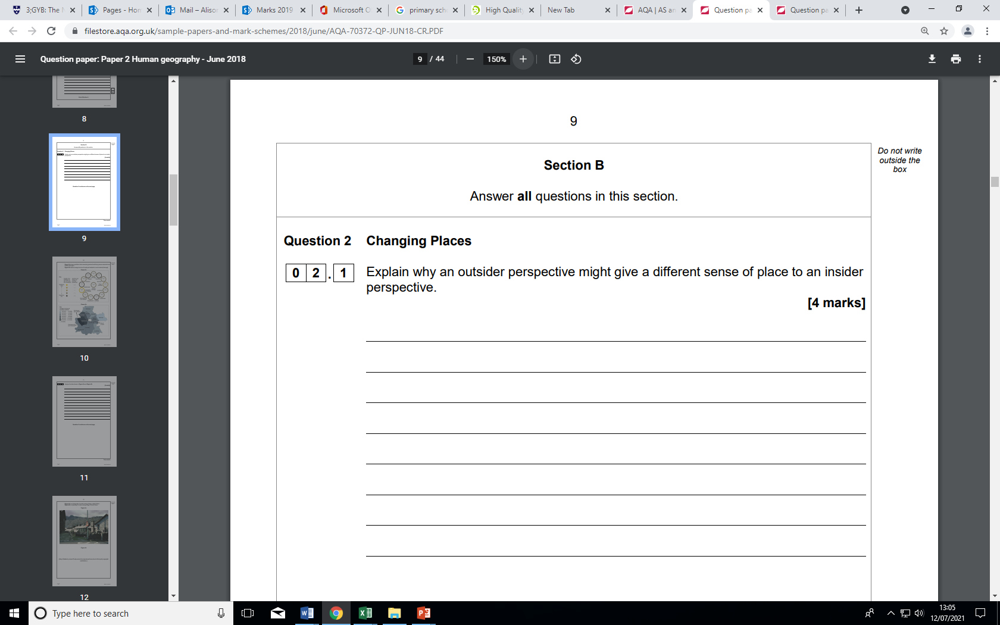 3;GYB: The
Pages - Hom
Mail – Alison
Marks 2019
Microsoft O
primary sch
High Quality
New Tab
AQA | AS an
Question pa
Question pa
filestore.aqa.org.uk/sample-papers-and-mark-schemes/2018/june/AQA-70372-QP-JUN18-CR.PDF
Question paper: Paper 2 Human geography - June 2018
9 / 44
150%
8
9
10
11
12
9
Do not write
outside the
box
Section B
Answer all questions in this section.
Question 2 Changing Places
0 2 . 1 Explain why an outsider perspective might give a different sense of place to an insider
perspective.
[4 marks]
Type here to search
13:05
12/07/2021